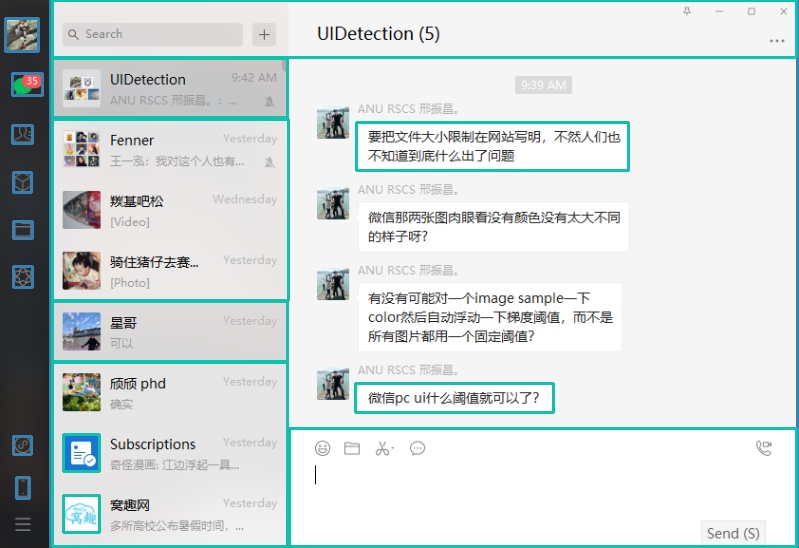 35
Search
UIDetection
9:42 AM
ANU RSCS 邢振昌。: ...
Fenner
Yesterday
王一泓: 我对这个人也有...
羰基吧松
Wednesday
[Video]
骑住猪仔去赛...
Yesterday
[Photo]
星哥
Yesterday
可以
颀颀 phd
Yesterday
确实
Subscriptions
Yesterday
奇怪漫画: 江边浮起一具...
窝趣
窝趣网
Yesterday
多所高校公布暑假时间，...
UIDetection (5)
9:39 AM
ANU RSCS 邢振昌。
要把文件大小限制在网站写明，不然人们也
不知道到底什么出了问题
ANU RSCS 邢振昌。
微信那两张图肉眼看没有颜色没有太大不同
的样子呀?
ANU RSCS 邢振昌。
有没有可能对一个image sample一下
color然后自动浮动一下梯度阈值，而不是
所有图片都用一个固定阈值?
ANU RSCS 邢振昌。
微信pc ui什么阈值就可以了?
Send (S)